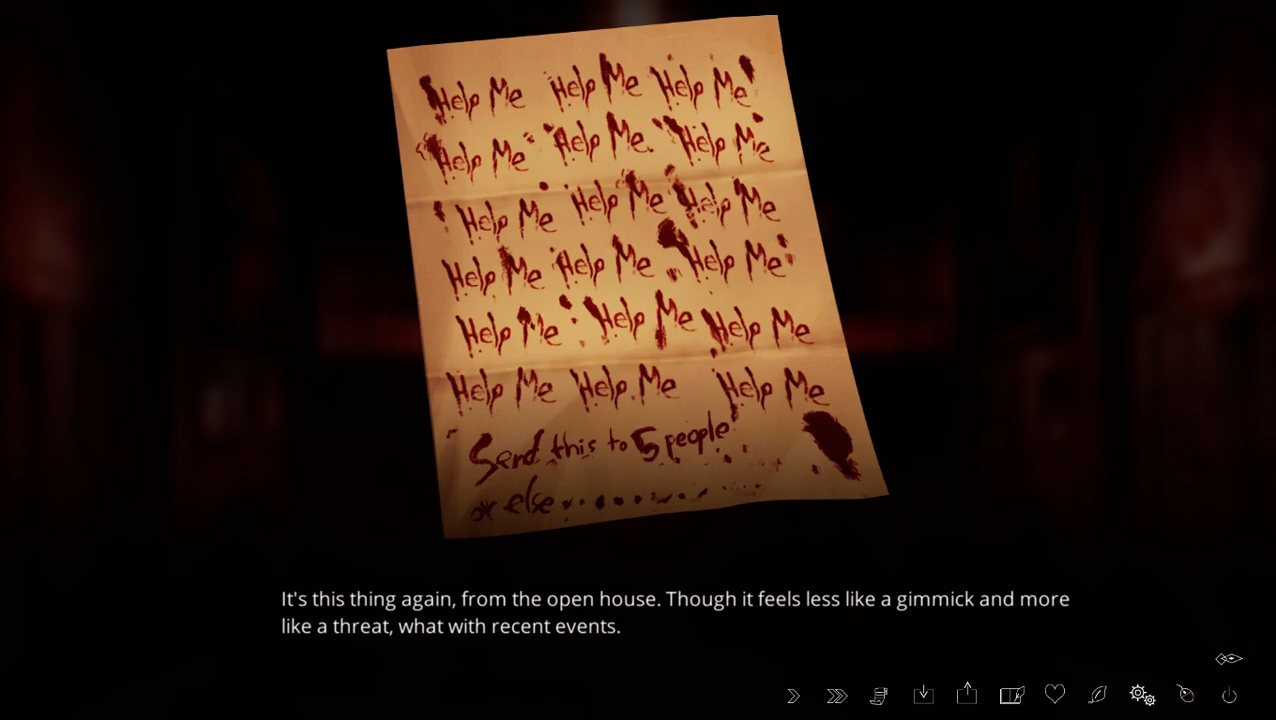 Help Me Help Me Help Me
Help Me Help Me. Help Me
Help Me Help Me Help Me
Help Me Help Me Help Me
Help Me Help Me Help Me
Help Me Help Me Help Me
Send this to 5 people
or else..........
It's this thing again, from the open house. Though it feels less like a gimmick and more
like a threat, what with recent events.